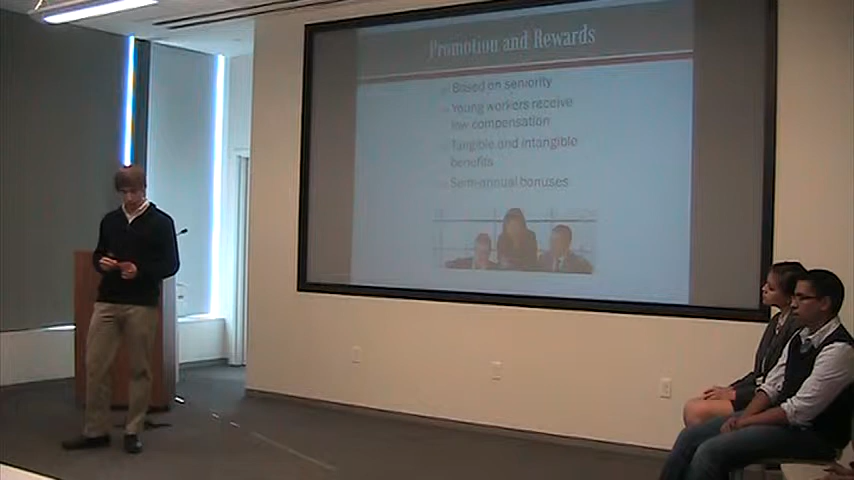 Promotion and Rewards
Based on seniority
Young workers receive
low compensation
Tangible and intangible
benefits
Semi-annual bonuses